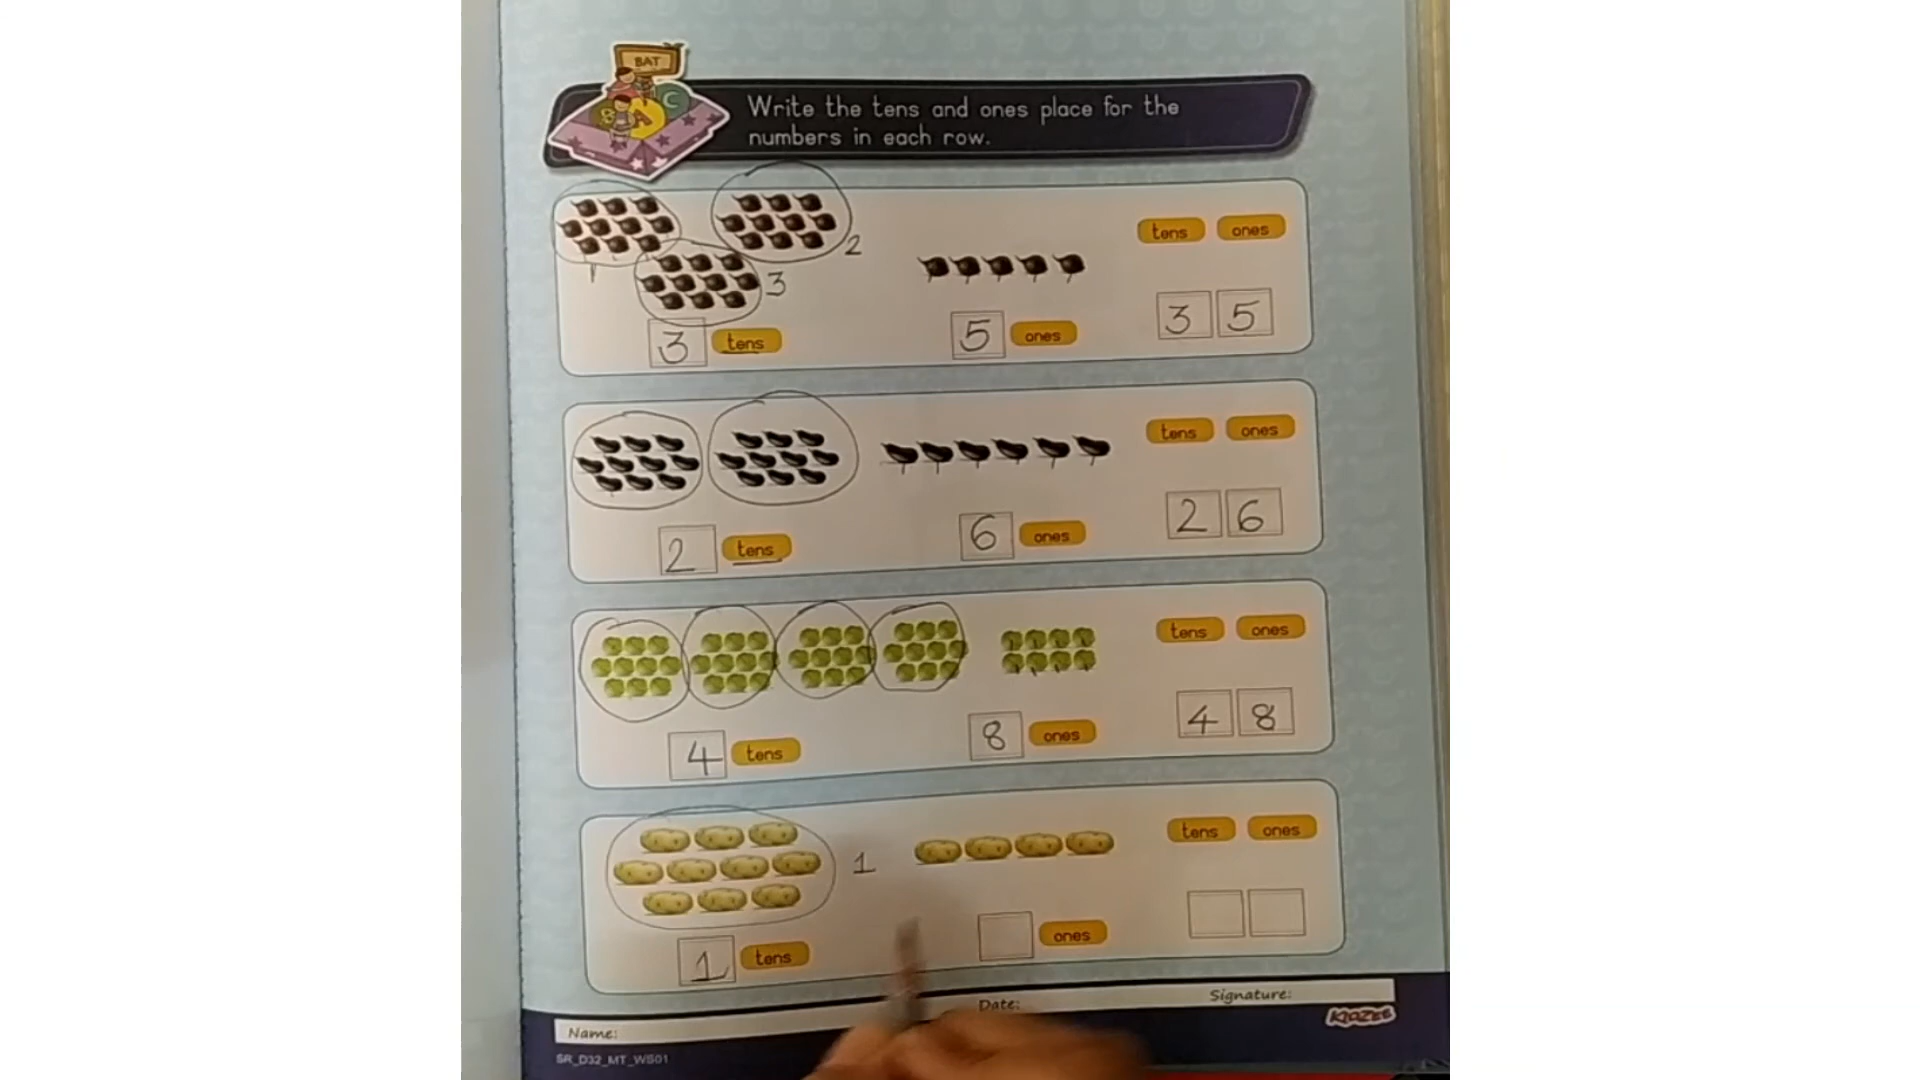 BAT
B A C
Write the tens and ones place for the
numbers in each row.
tens ones
1 2
3
3 tens 5 ones 3 5
tens ones
2 tens 6 ones 2 6
tens ones
4 tens 8 ones 4 8
tens ones
1
1 tens ones
Name: Date: Signature:
KIDZEE
SR_D32_MT_WS01